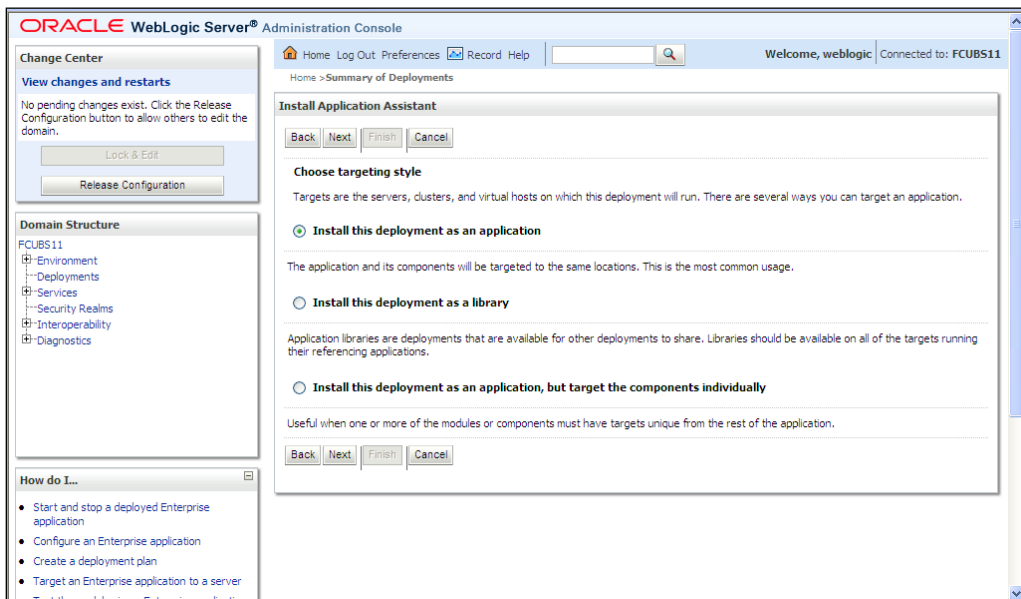 ORACLE WebLogic Server® Administration Console
Change Center
View changes and restarts
No pending changes exist. Click the Release
Configuration button to allow others to edit the
domain.
Lock & Edit
Release Configuration
Domain Structure
FCUBS11
Environment
Deployments
Services
Security Realms
Interoperability
Diagnostics
How do I...
Start and stop a deployed Enterprise
application
Configure an Enterprise application
Create a deployment plan
Target an Enterprise application to a server
Home Log Out Preferences Record Help
Welcome, weblogic Connected to: FCUBS11
Home >Summary of Deployments
Install Application Assistant
Back Next Finish Cancel
Choose targeting style
Targets are the servers, clusters, and virtual hosts on which this deployment will run. There are several ways you can target an application.
Install this deployment as an application
The application and its components will be targeted to the same locations. This is the most common usage.
Install this deployment as a library
Application libraries are deployments that are available for other deployments to share. Libraries should be available on all of the targets running
their referencing applications.
Install this deployment as an application, but target the components individually
Useful when one or more of the modules or components must have targets unique from the rest of the application.
Back Next Finish Cancel